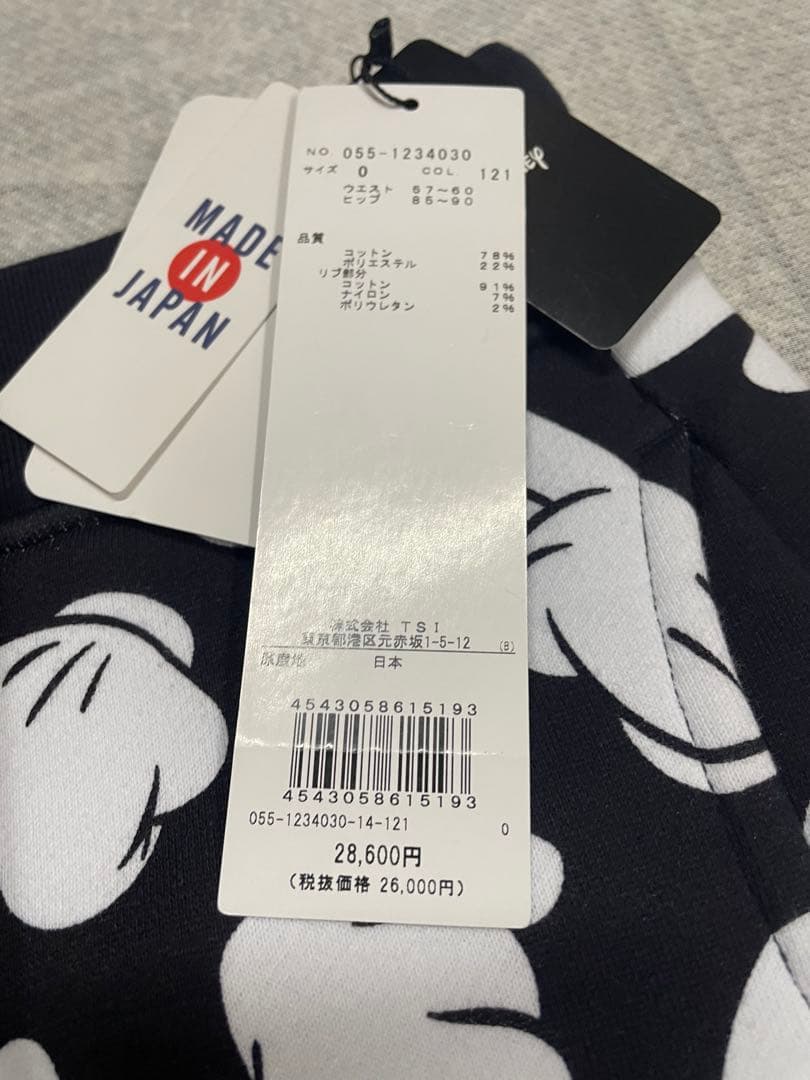 MADE
IN
JAPAN
NO. 055-1234030
サイズ 0 COL. 121
ウエスト 57～60
ヒップ 85～90
品質
コットン 78%
ポリエステル 22%
リブ部分
コットン 91%
ナイロン 7%
ポリウレタン 2%
株式会社 TSI
東京都港区元赤坂1-5-12 (B)
原産地 日本
4543058615193
4543058615193
055-1234030-14-121 0
28,600円
(税抜価格 26,000円)